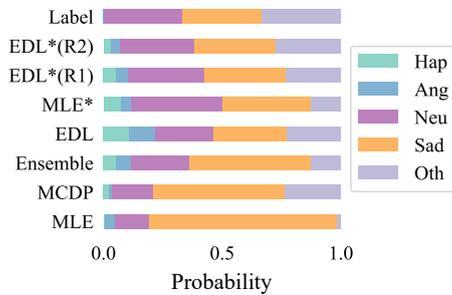 Label
EDL*(R2)
EDL*(R1)
MLE*
EDL
Ensemble
MCDP
MLE
0.0 0.5 1.0
Probability
Hap
Ang
Neu
Sad
Oth